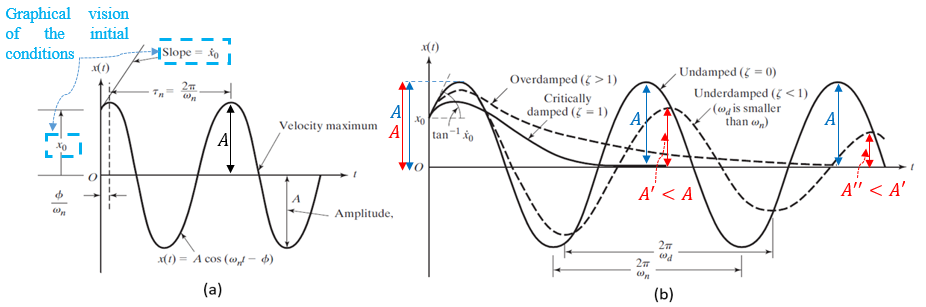 Graphical vision
of the initial
conditions
Slope = ẋ₀
x(t)
τₙ = 2π/ωₙ
x₀
A
Velocity maximum
O
t
ϕ/ωₙ
A
Amplitude,
x(t) = A cos (ωₙt − ϕ)
(a)
x(t)
Overdamped (ζ > 1)
Critically
damped (ζ = 1)
Undamped (ζ = 0)
Underdamped (ζ < 1)
(ω_d is smaller
than ωₙ)
A
A
x₀
tan⁻¹ ẋ₀
A
A
O
t
A' < A
A'' < A'
2π/ω_d
2π/ωₙ
(b)